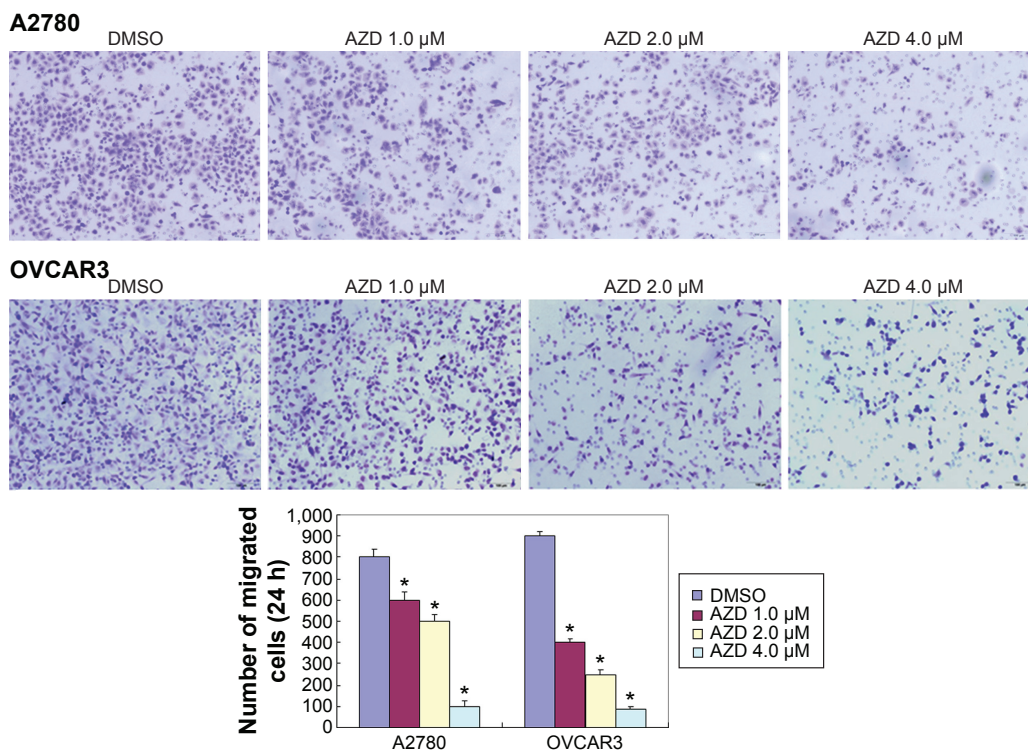 A2780
DMSO AZD 1.0 µM AZD 2.0 µM AZD 4.0 µM
OVCAR3
DMSO AZD 1.0 µM AZD 2.0 µM AZD 4.0 µM
Number of migrated
cells (24 h)
1,000
900
800
700
600
500
400
300
200
100
0
* * *
* * *
A2780 OVCAR3
DMSO
AZD 1.0 µM
AZD 2.0 µM
AZD 4.0 µM